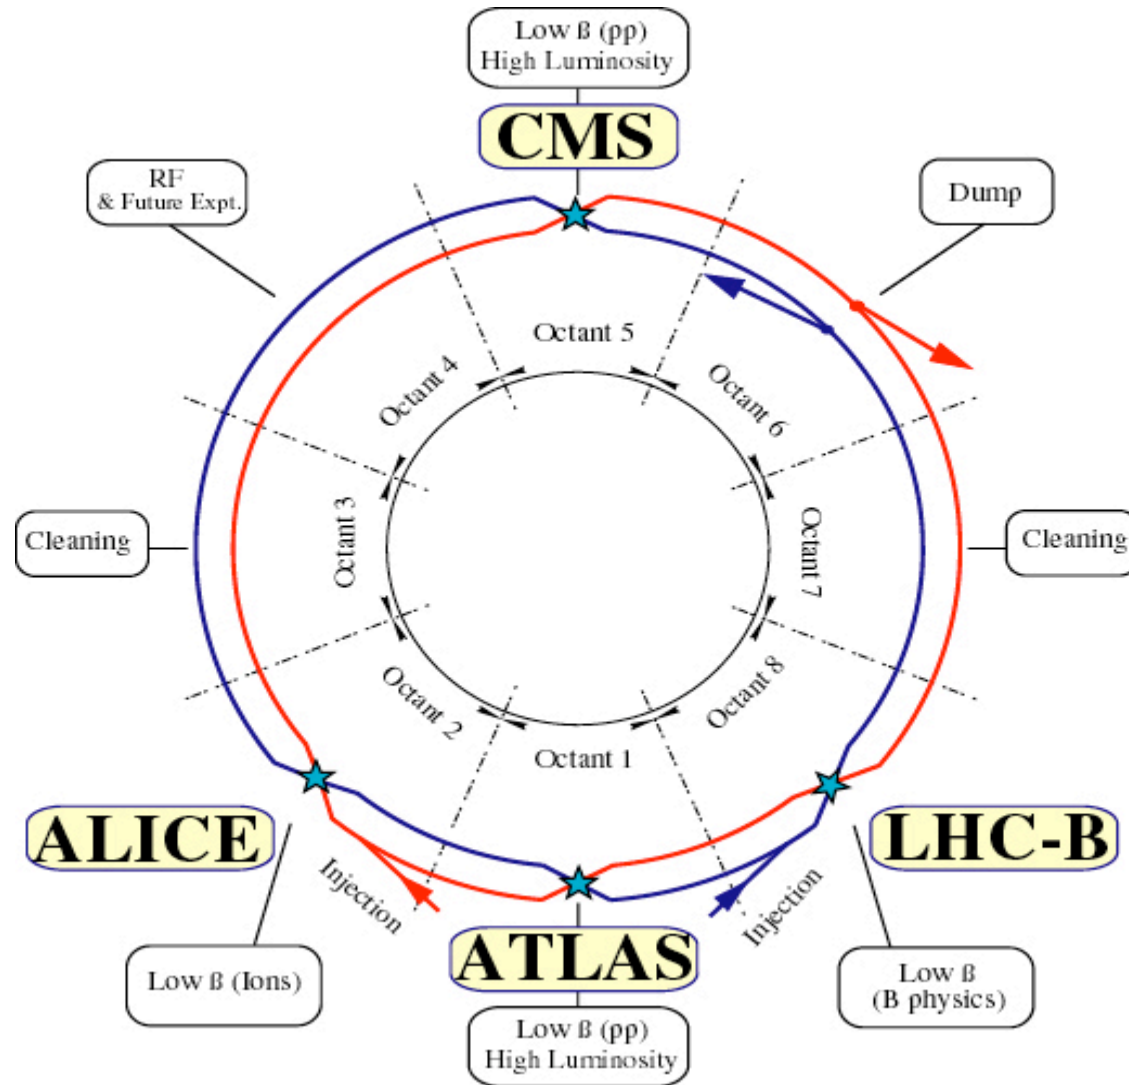 Low ß (pp)
High Luminosity
CMS
RF
& Future Expt.
Dump
Octant 5
Octant 4
Octant 6
Cleaning
Octant 3
Octant 7
Cleaning
Octant 2
Octant 8
Octant 1
ALICE
LHC-B
Injection
Injection
ATLAS
Low ß (Ions)
Low ß
(B physics)
Low ß (pp)
High Luminosity